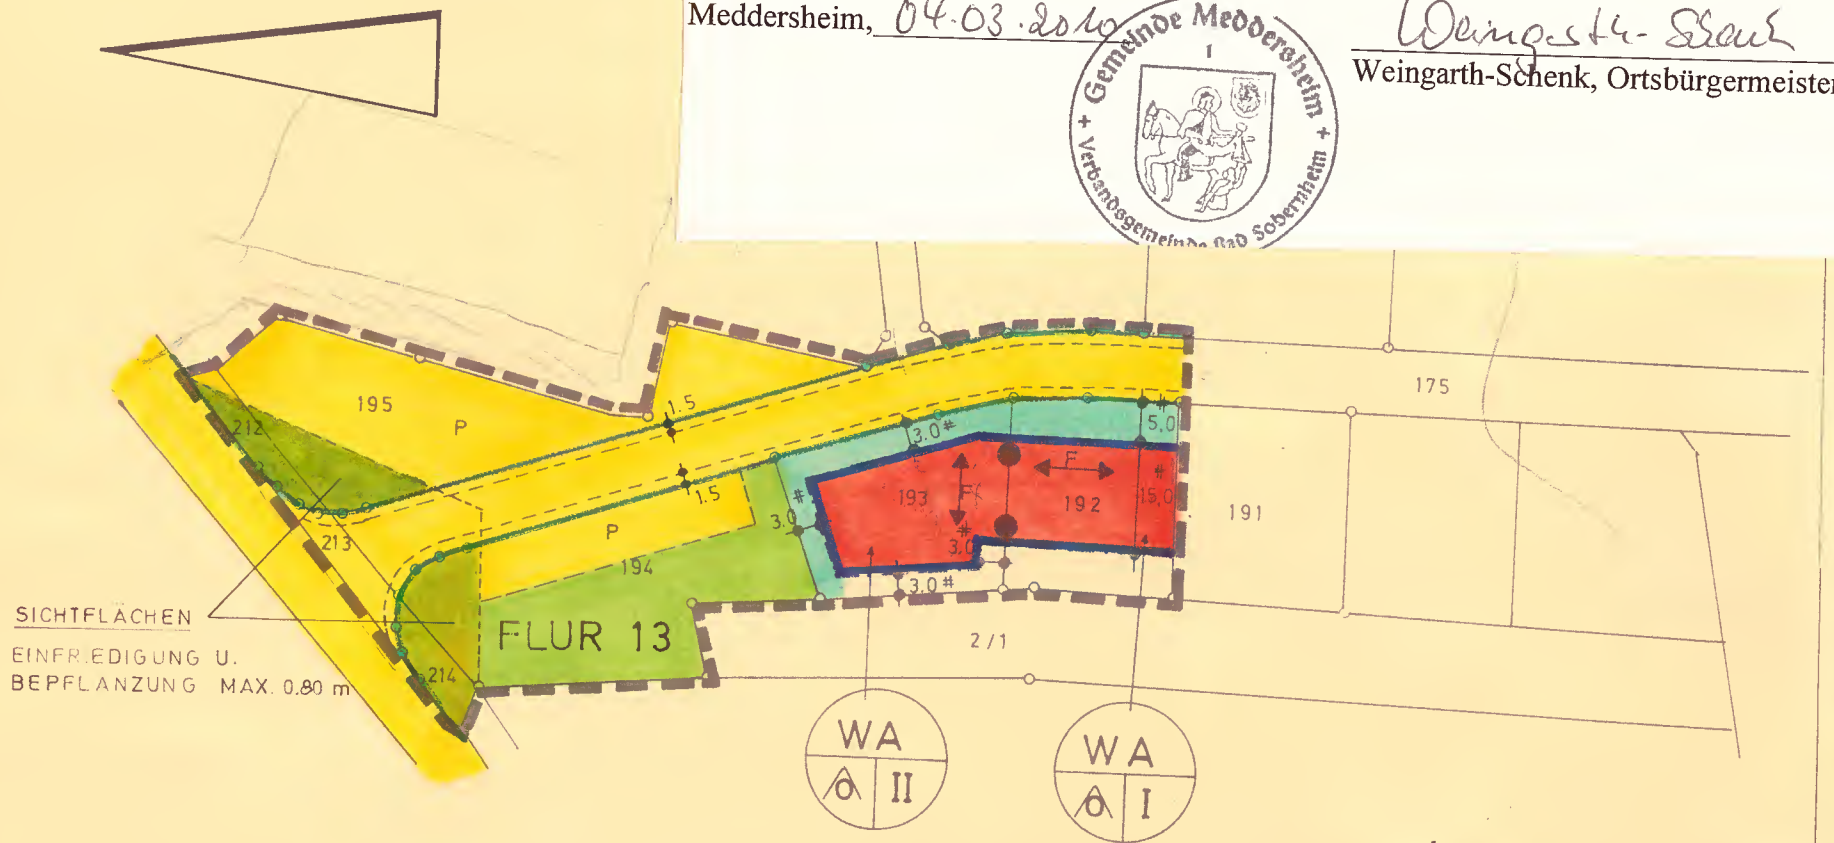 Meddersheim, 04.03.2010
Weingarth-Schenk, Ortsbürgermeister
+ Gemeinde Meddersheim +
1
Verbandsgemeinde Bad Sobernheim
195
P
212
213
214
1.5
1.5
P
194
FLUR 13
3.0 #
#
3.0
193
F
F
192
#
3.0
3.0 #
#
5.0
#
15.0
175
191
2/1
SICHTFLÄCHEN
EINFRIEDIGUNG U.
BEPFLANZUNG MAX. 0.80 m
WA
O II
WA
O I